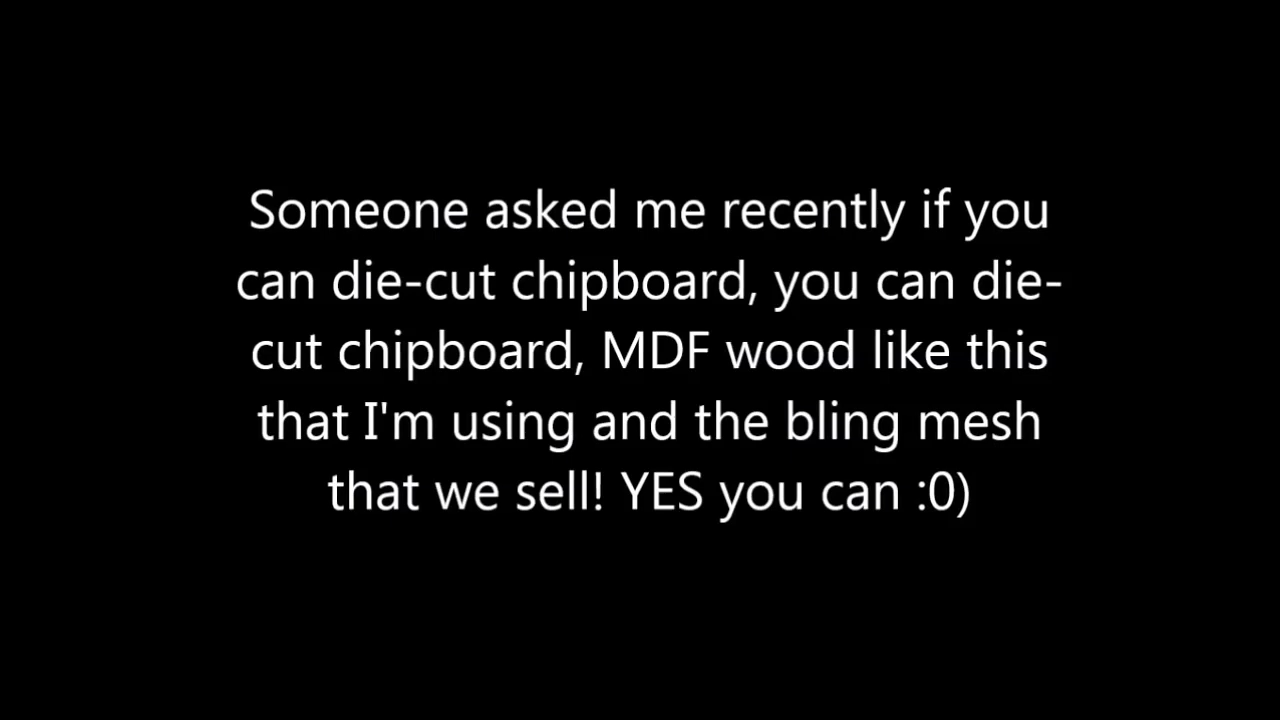 Someone asked me recently if you
can die-cut chipboard, you can die-
cut chipboard, MDF wood like this
that I'm using and the bling mesh
that we sell! YES you can :0)